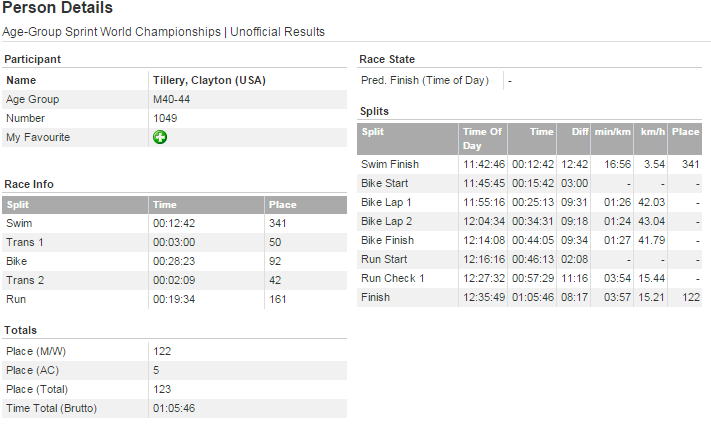 Person Details
Age-Group Sprint World Championships | Unofficial Results
Participant
Name Tillery, Clayton (USA)
Age Group M40-44
Number 1049
My Favourite
Race Info
Split Time Place
Swim 00:12:42 341
Trans 1 00:03:00 50
Bike 00:28:23 92
Trans 2 00:02:09 42
Run 00:19:34 161
Totals
Place (M/W) 122
Place (AC) 5
Place (Total) 123
Time Total (Brutto) 01:05:46
Race State
Pred. Finish (Time of Day) -
Splits
Split Time Of Day Time Diff min/km km/h Place
Swim Finish 11:42:46 00:12:42 12:42 16:56 3.54 341
Bike Start 11:45:45 00:15:42 03:00 - - -
Bike Lap 1 11:55:16 00:25:13 09:31 01:26 42.03 -
Bike Lap 2 12:04:34 00:34:31 09:18 01:24 43.04 -
Bike Finish 12:14:08 00:44:05 09:34 01:27 41.79 -
Run Start 12:16:16 00:46:13 02:08 - - -
Run Check 1 12:27:32 00:57:29 11:16 03:54 15.44 -
Finish 12:35:49 01:05:46 08:17 03:57 15.21 122